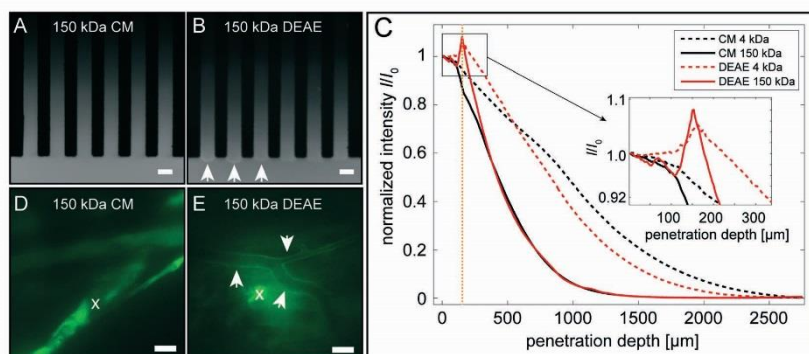 A 150 kDa CM
B 150 kDa DEAE
D 150 kDa CM
x
E 150 kDa DEAE
x
C
normalized intensity I/I0
1
0.8
0.6
0.4
0.2
0
0 500 1000 1500 2000 2500
penetration depth [µm]
CM 4 kDa
CM 150 kDa
DEAE 4 kDa
DEAE 150 kDa
I/I0
1.1
1.0
0.92
0 100 200 300
penetration depth [µm]